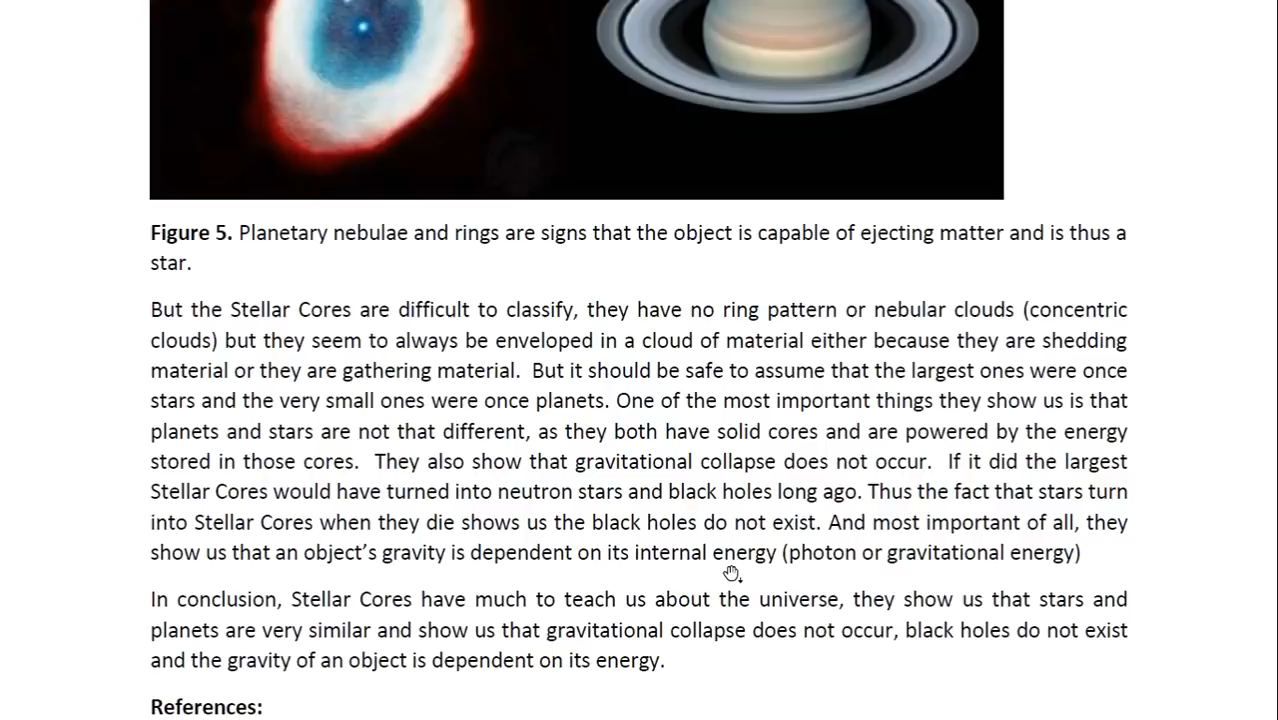 Figure 5. Planetary nebulae and rings are signs that the object is capable of ejecting matter and is thus a
star.
But the Stellar Cores are difficult to classify, they have no ring pattern or nebular clouds (concentric
clouds) but they seem to always be enveloped in a cloud of material either because they are shedding
material or they are gathering material.  But it should be safe to assume that the largest ones were once
stars and the very small ones were once planets. One of the most important things they show us is that
planets and stars are not that different, as they both have solid cores and are powered by the energy
stored in those cores.  They also show that gravitational collapse does not occur.  If it did the largest
Stellar Cores would have turned into neutron stars and black holes long ago. Thus the fact that stars turn
into Stellar Cores when they die shows us the black holes do not exist. And most important of all, they
show us that an object’s gravity is dependent on its internal energy (photon or gravitational energy)
In conclusion, Stellar Cores have much to teach us about the universe, they show us that stars and
planets are very similar and show us that gravitational collapse does not occur, black holes do not exist
and the gravity of an object is dependent on its energy.
References: